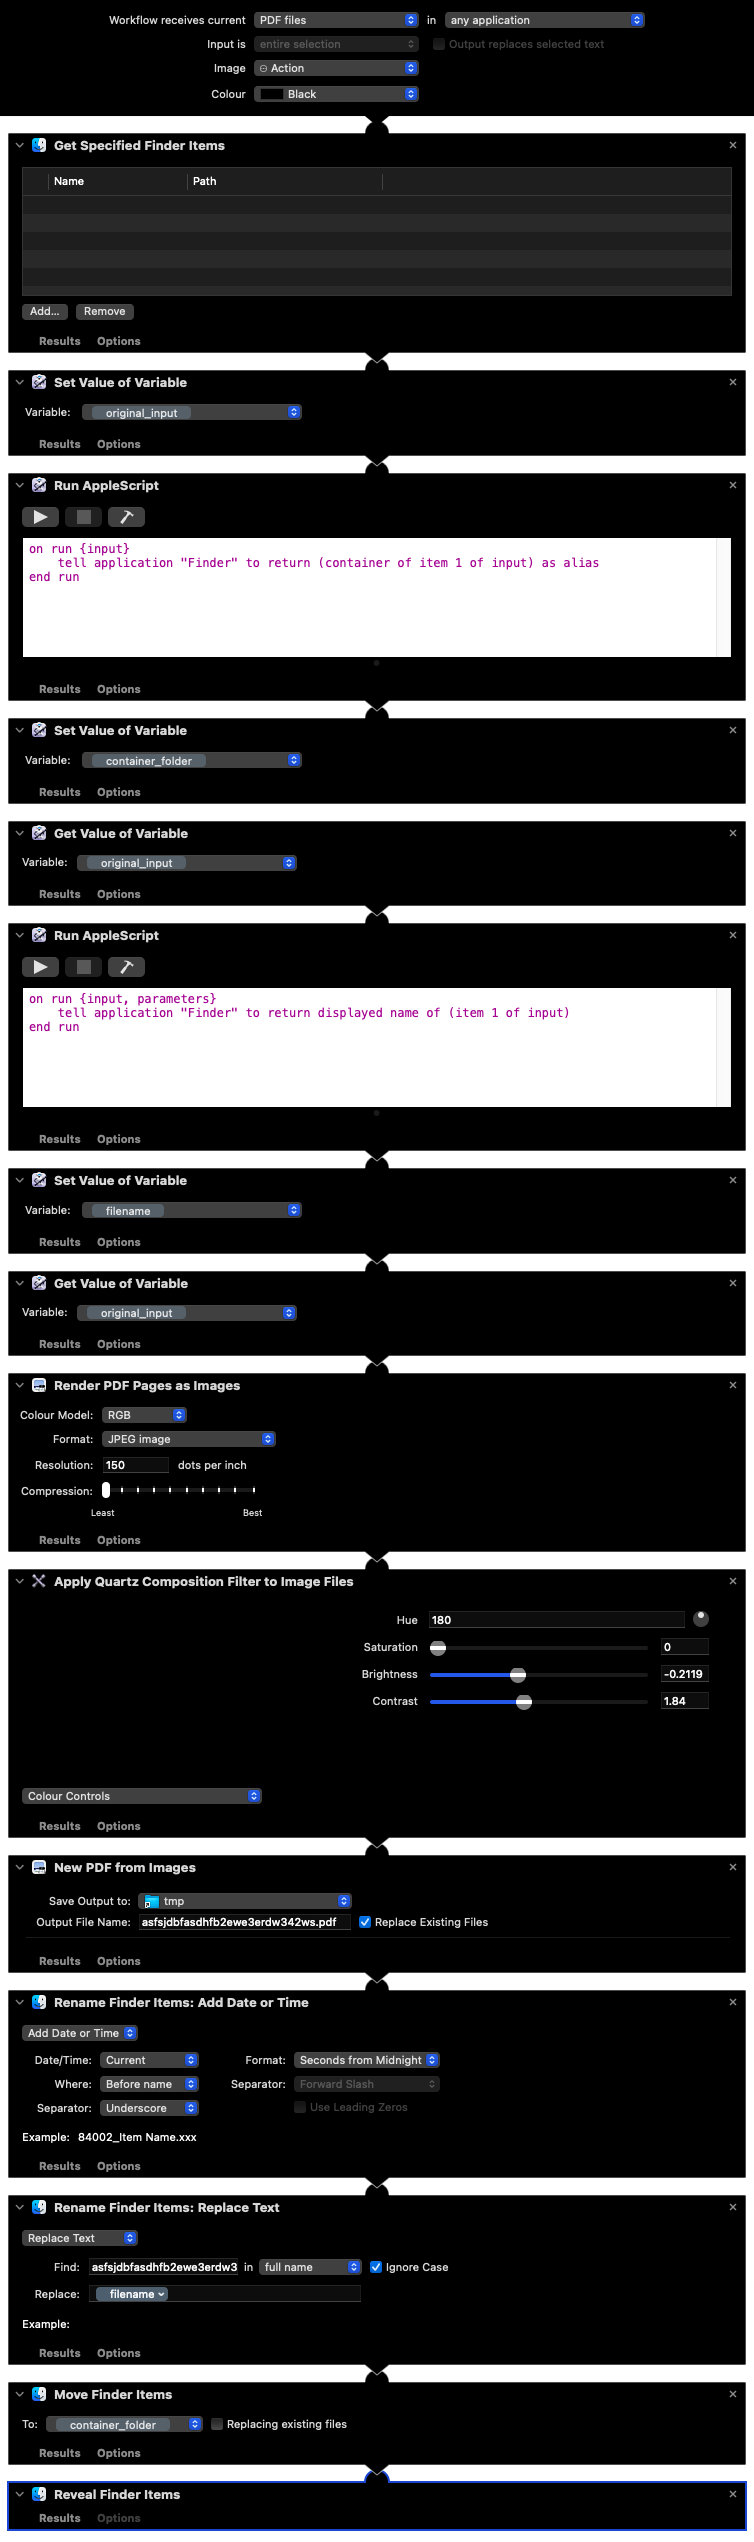 Workflow receives current PDF files in any application
Input is entire selection Output replaces selected text
Image Action
Colour Black
Get Specified Finder Items
Name Path
Add... Remove
Results Options
Set Value of Variable
Variable: original_input
Results Options
Run AppleScript
on run {input}
tell application "Finder" to return (container of item 1 of input) as alias
end run
Results Options
Set Value of Variable
Variable: container_folder
Results Options
Get Value of Variable
Variable: original_input
Results Options
Run AppleScript
on run {input, parameters}
tell application "Finder" to return displayed name of (item 1 of input)
end run
Results Options
Set Value of Variable
Variable: filename
Results Options
Get Value of Variable
Variable: original_input
Results Options
Render PDF Pages as Images
Colour Model: RGB
Format: JPEG image
Resolution: 150 dots per inch
Compression:
Least Best
Results Options
Apply Quartz Composition Filter to Image Files
Hue 180
Saturation 0
Brightness -0.2119
Contrast 1.84
Colour Controls
Results Options
New PDF from Images
Save Output to: tmp
Output File Name: asfsjdbfasdhfb2ewe3erdw342ws.pdf Replace Existing Files
Results Options
Rename Finder Items: Add Date or Time
Add Date or Time
Date/Time: Current Format: Seconds from Midnight
Where: Before name Separator: Forward Slash
Separator: Underscore Use Leading Zeros
Example: 84002_Item Name.xxx
Results Options
Rename Finder Items: Replace Text
Replace Text
Find: asfsjdbfasdhfb2ewe3erdw3 in full name Ignore Case
Replace: filename
Example:
Results Options
Move Finder Items
To: container_folder Replacing existing files
Results Options
Reveal Finder Items
Results Options